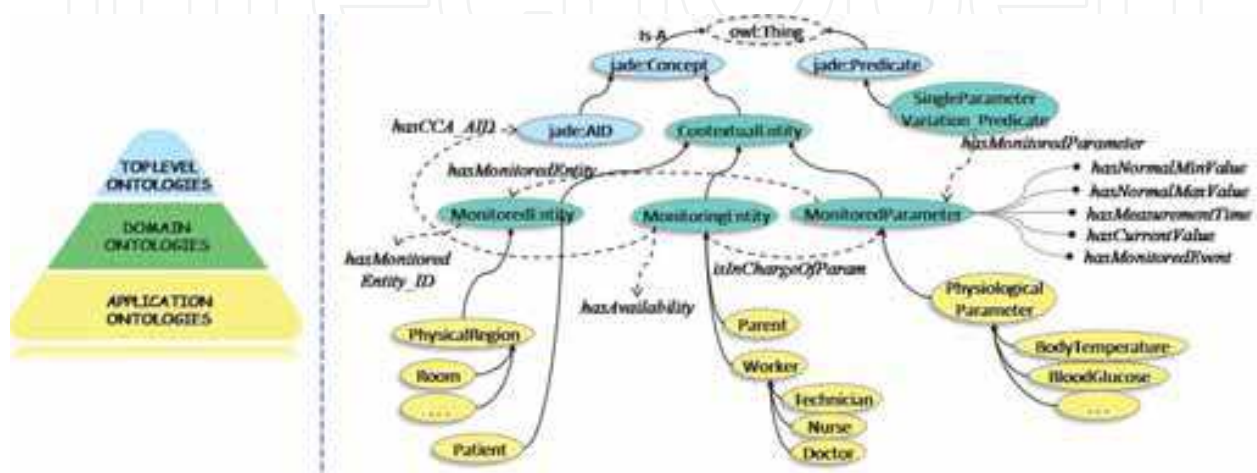 TOPLEVEL
ONTOLOGIES
DOMAIN
ONTOLOGIES
APPLICATION
ONTOLOGIES
Is-A
owl:Thing
jade:Concept
jade:Predicate
SingleParameter
Variation_Predicate
hasCCA_AID
jade:AID
ContextualEntity
hasMonitoredParameter
hasMonitoredEntity
hasNormalMinValue
hasNormalMaxValue
hasMeasurementTime
hasCurrentValue
hasMonitoredEvent
MonitoredEntity
MonitoringEntity
MonitoredParameter
hasMonitored
Entity_ID
isInChargeOfParam
hasAvailability
Physiological
Parameter
PhysicalRegion
Parent
BodyTemperature
Room
Worker
BloodGlucose
....
Technician
...
Nurse
Patient
Doctor